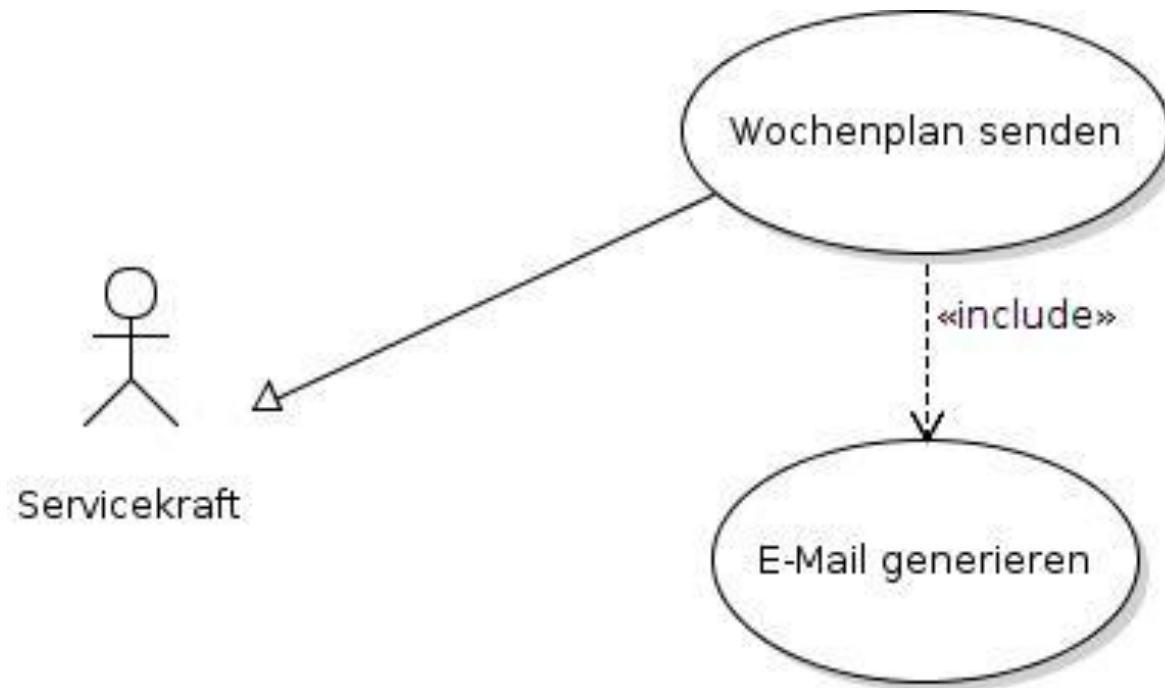 Wochenplan senden
«include»
Servicekraft
E-Mail generieren